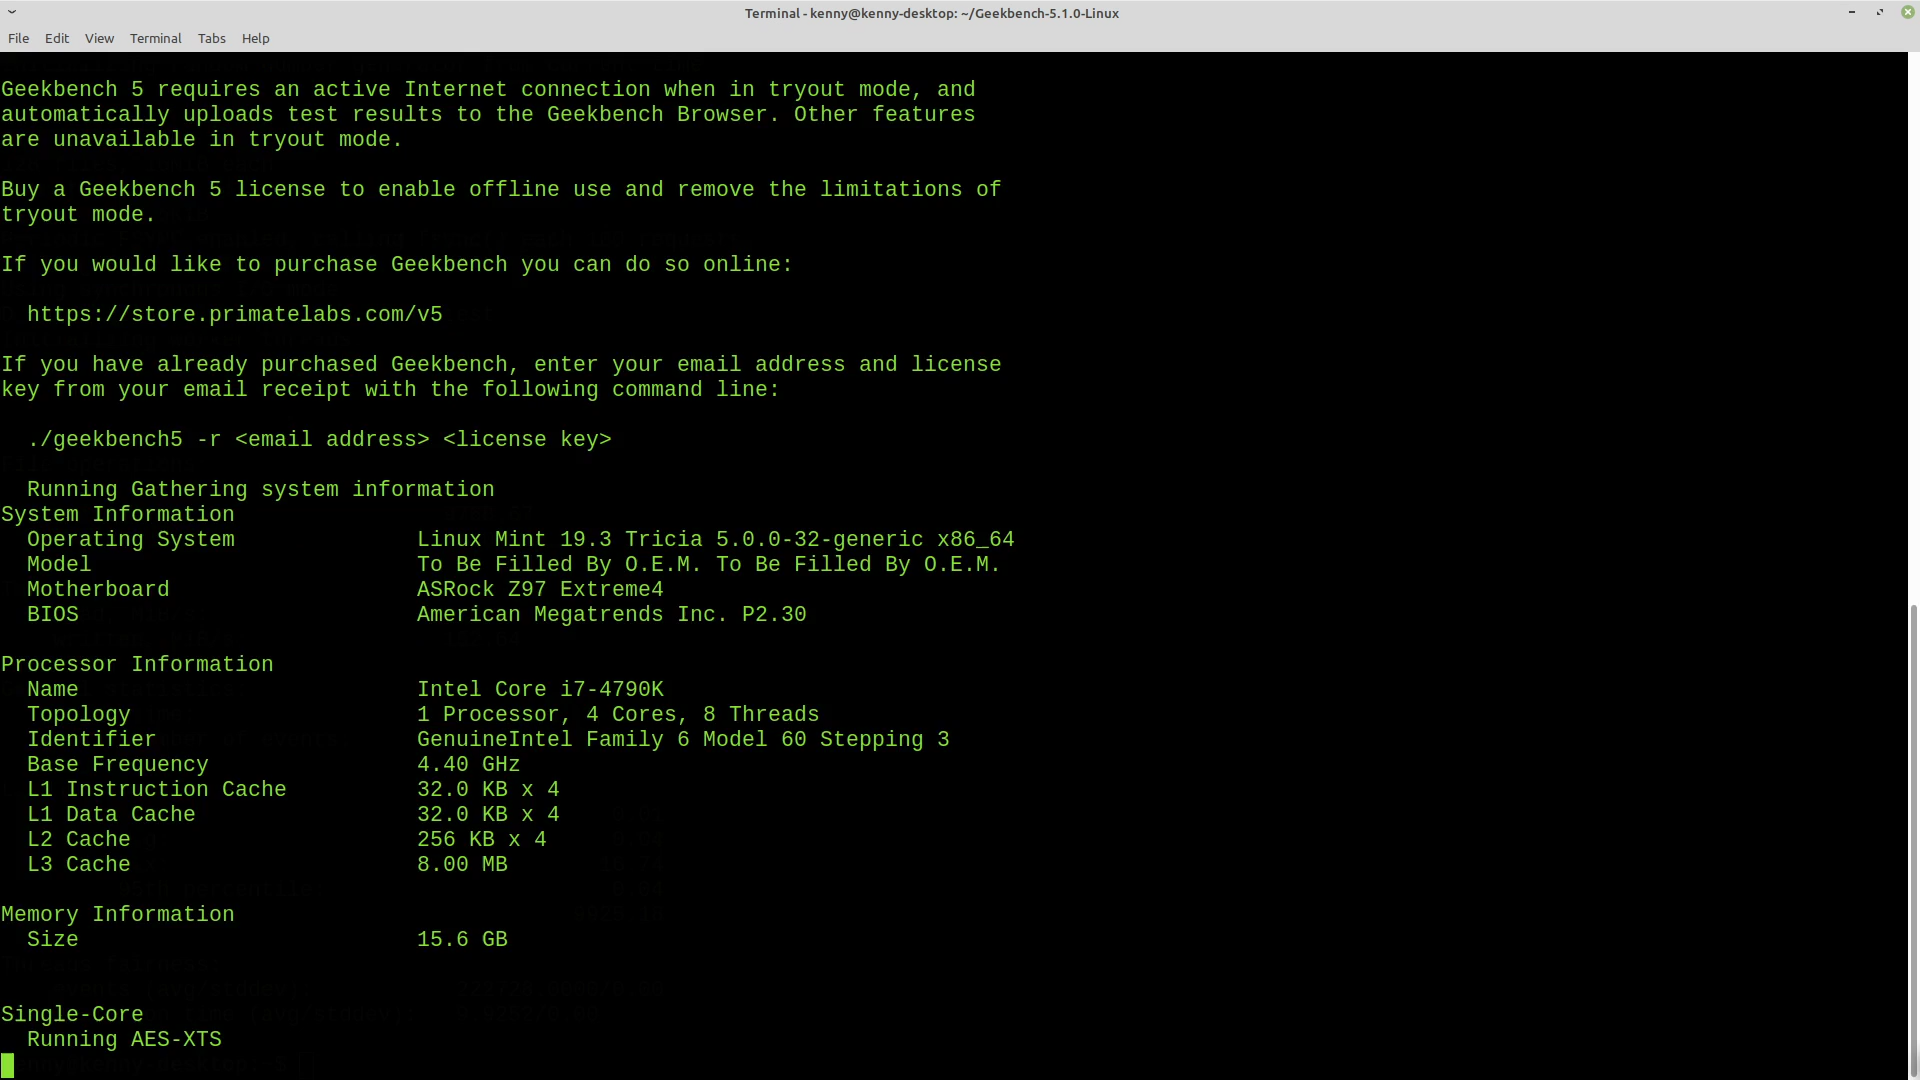 Terminal - kenny@kenny-desktop: ~/Geekbench-5.1.0-Linux
File Edit View Terminal Tabs Help
Geekbench 5 requires an active Internet connection when in tryout mode, and
automatically uploads test results to the Geekbench Browser. Other features
are unavailable in tryout mode.
Buy a Geekbench 5 license to enable offline use and remove the limitations of
tryout mode.
If you would like to purchase Geekbench you can do so online:
https://store.primatelabs.com/v5
If you have already purchased Geekbench, enter your email address and license
key from your email receipt with the following command line:
./geekbench5 -r <email address> <license key>
Running Gathering system information
System Information
Operating System Linux Mint 19.3 Tricia 5.0.0-32-generic x86_64
Model To Be Filled By O.E.M. To Be Filled By O.E.M.
Motherboard ASRock Z97 Extreme4
BIOS American Megatrends Inc. P2.30
Processor Information
Name Intel Core i7-4790K
Topology 1 Processor, 4 Cores, 8 Threads
Identifier GenuineIntel Family 6 Model 60 Stepping 3
Base Frequency 4.40 GHz
L1 Instruction Cache 32.0 KB x 4
L1 Data Cache 32.0 KB x 4
L2 Cache 256 KB x 4
L3 Cache 8.00 MB
Memory Information
Size 15.6 GB
Single-Core
Running AES-XTS